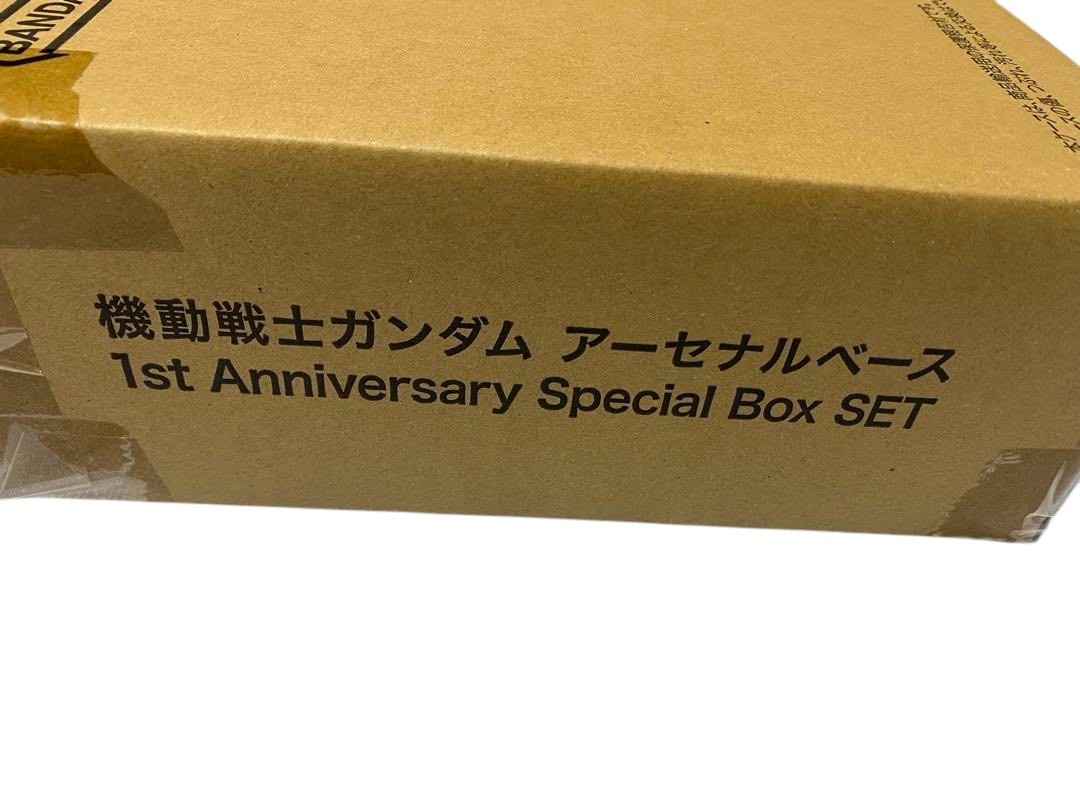 BANDA
機動戦士ガンダム アーセナルベース
1st Anniversary Special Box SET